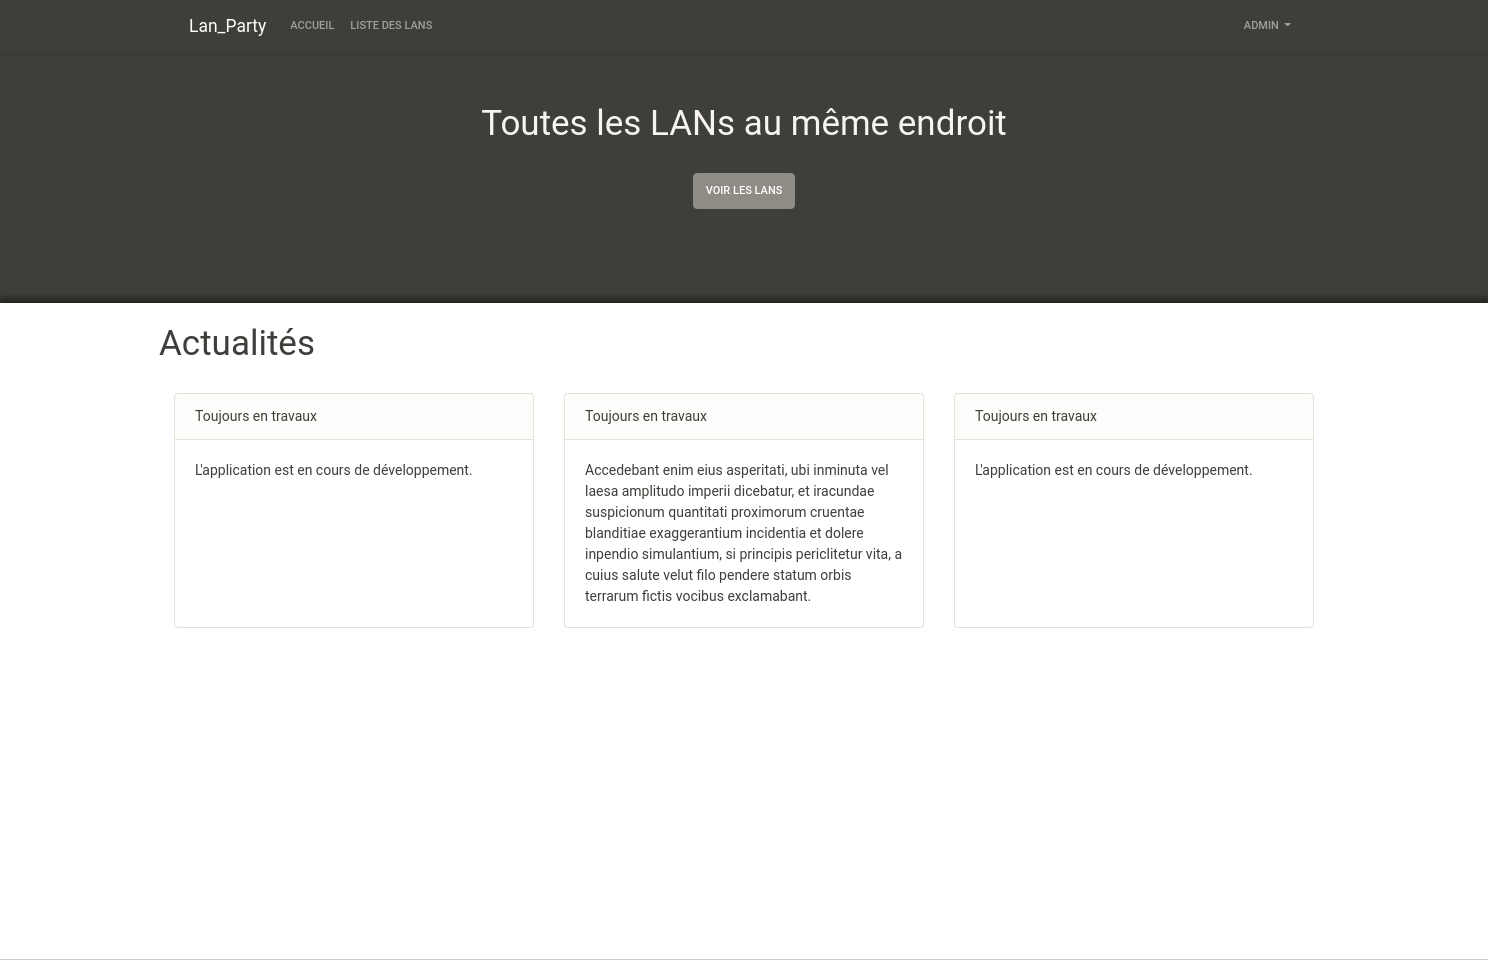 Lan_Party ACCUEIL LISTE DES LANS ADMIN
Toutes les LANs au même endroit
VOIR LES LANS
Actualités
Toujours en travaux
L'application est en cours de développement.
Toujours en travaux
Accedebant enim eius asperitati, ubi inminuta vel
laesa amplitudo imperii dicebatur, et iracundae
suspicionum quantitati proximorum cruentae
blanditiae exaggerantium incidentia et dolere
inpendio simulantium, si principis periclitetur vita, a
cuius salute velut filo pendere statum orbis
terrarum fictis vocibus exclamabant.
Toujours en travaux
L'application est en cours de développement.